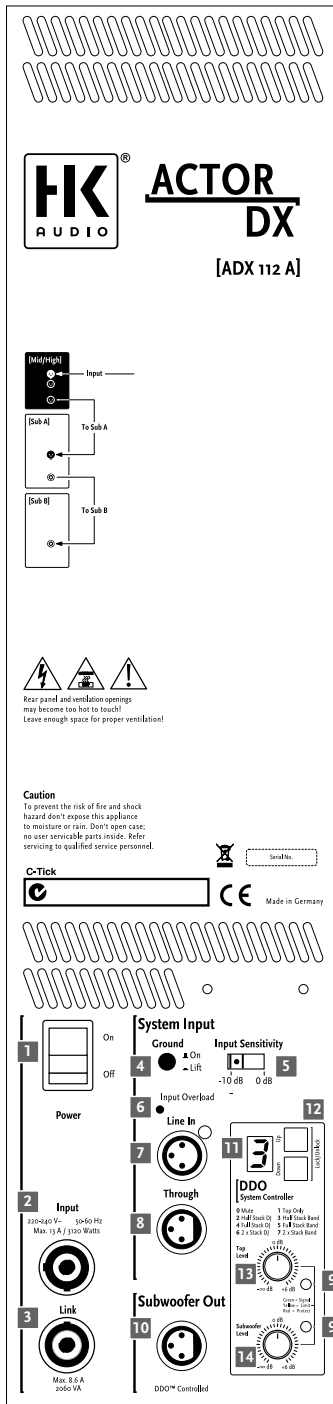 HK
®
AUDIO
ACTOR
DX
[ADX 112 A]
[Mid/High]
Input
To Sub A
[Sub A]
To Sub B
[Sub B]
Rear panel and ventilation openings
may become too hot to touch!
Leave enough space for proper ventilation!
Caution
To prevent the risk of fire and shock
hazard don't expose this appliance
to moisture or rain. Don't open case;
no user servicable parts inside. Refer
servicing to qualified service personnel.
Serial No.
C-Tick
CE
Made in Germany
1
On
Off
Power
2
Input
220-240 V~ 50-60 Hz
Max. 13 A / 3120 Watts
3
Link
Max. 8.6 A
2060 VA
System Input
4
Ground
On
Lift
Input Sensitivity
5
-10 dB
0 dB
6
Input Overload
7
Line In
8
Through
Subwoofer Out
10
DDO™ Controlled
11
3
12
Up
Down
Lock/Unlock
DDO
System Controller
0 Mute 1 Top Only
2 Half Stack DJ 3 Half Stack Band
4 Full Stack DJ 5 Full Stack Band
6 2 x Stack DJ 7 2 x Stack Band
Top
Level
0 dB
13
-∞ dB
+6 dB
9
Green = Signal
Yellow = Limit
Red = Protect
Subwoofer
Level
0 dB
9
14
-∞ dB
+6 dB